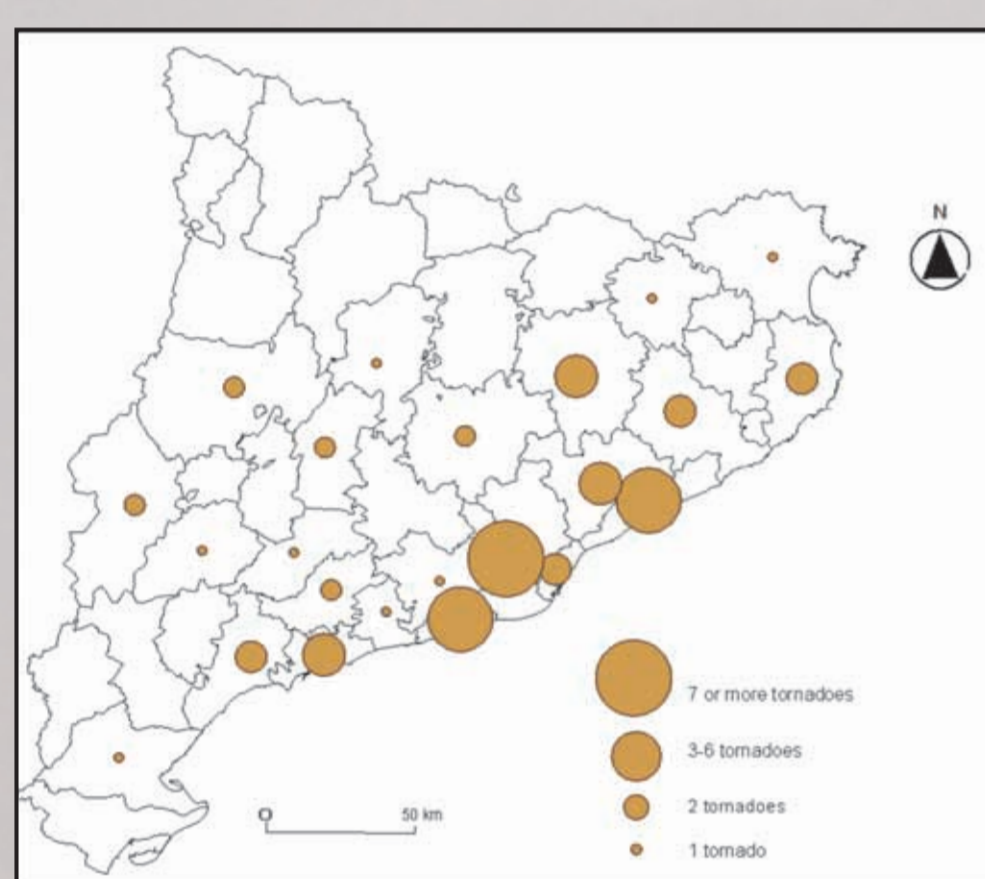 N
7 or more tornadoes
3-6 tornadoes
2 tornadoes
0 50 km
1 tornado